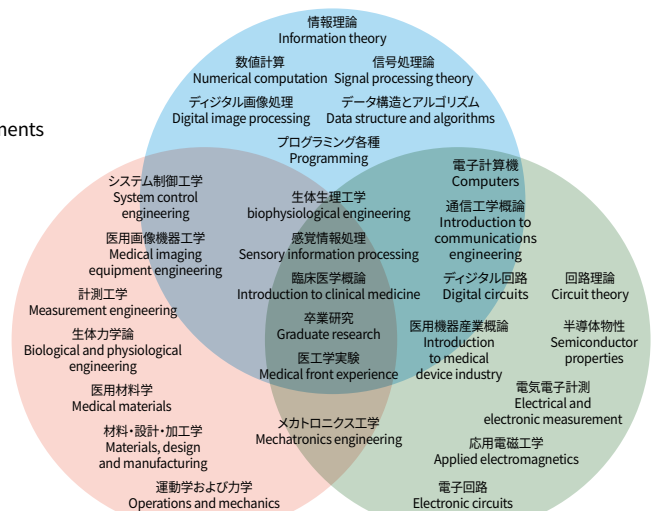 情報理論
Information theory
数値計算
Numerical computation
信号処理論
Signal processing theory
ディジタル画像処理
Digital image processing
データ構造とアルゴリズム
Data structure and algorithms
ments
プログラミング各種
Programming
電子計算機
Computers
システム制御工学
System control
engineering
生体生理工学
biophysiological engineering
通信工学概論
Introduction to
communications
engineering
医用画像機器工学
Medical imaging
equipment engineering
感覚情報処理
Sensory information processing
臨床医学概論
Introduction to clinical medicine
ディジタル回路
Digital circuits
回路理論
Circuit theory
計測工学
Measurement engineering
卒業研究
Graduate research
医用機器産業概論
Introduction
to medical
device industry
半導体物性
Semiconductor
properties
生体力学論
Biological and physiological
engineering
医工学実験
Medical front experience
電気電子計測
Electrical and
electronic measurement
医用材料学
Medical materials
メカトロニクス工学
Mechatronics engineering
材料・設計・加工学
Materials, design
and manufacturing
応用電磁工学
Applied electromagnetics
運動学および力学
Operations and mechanics
電子回路
Electronic circuits